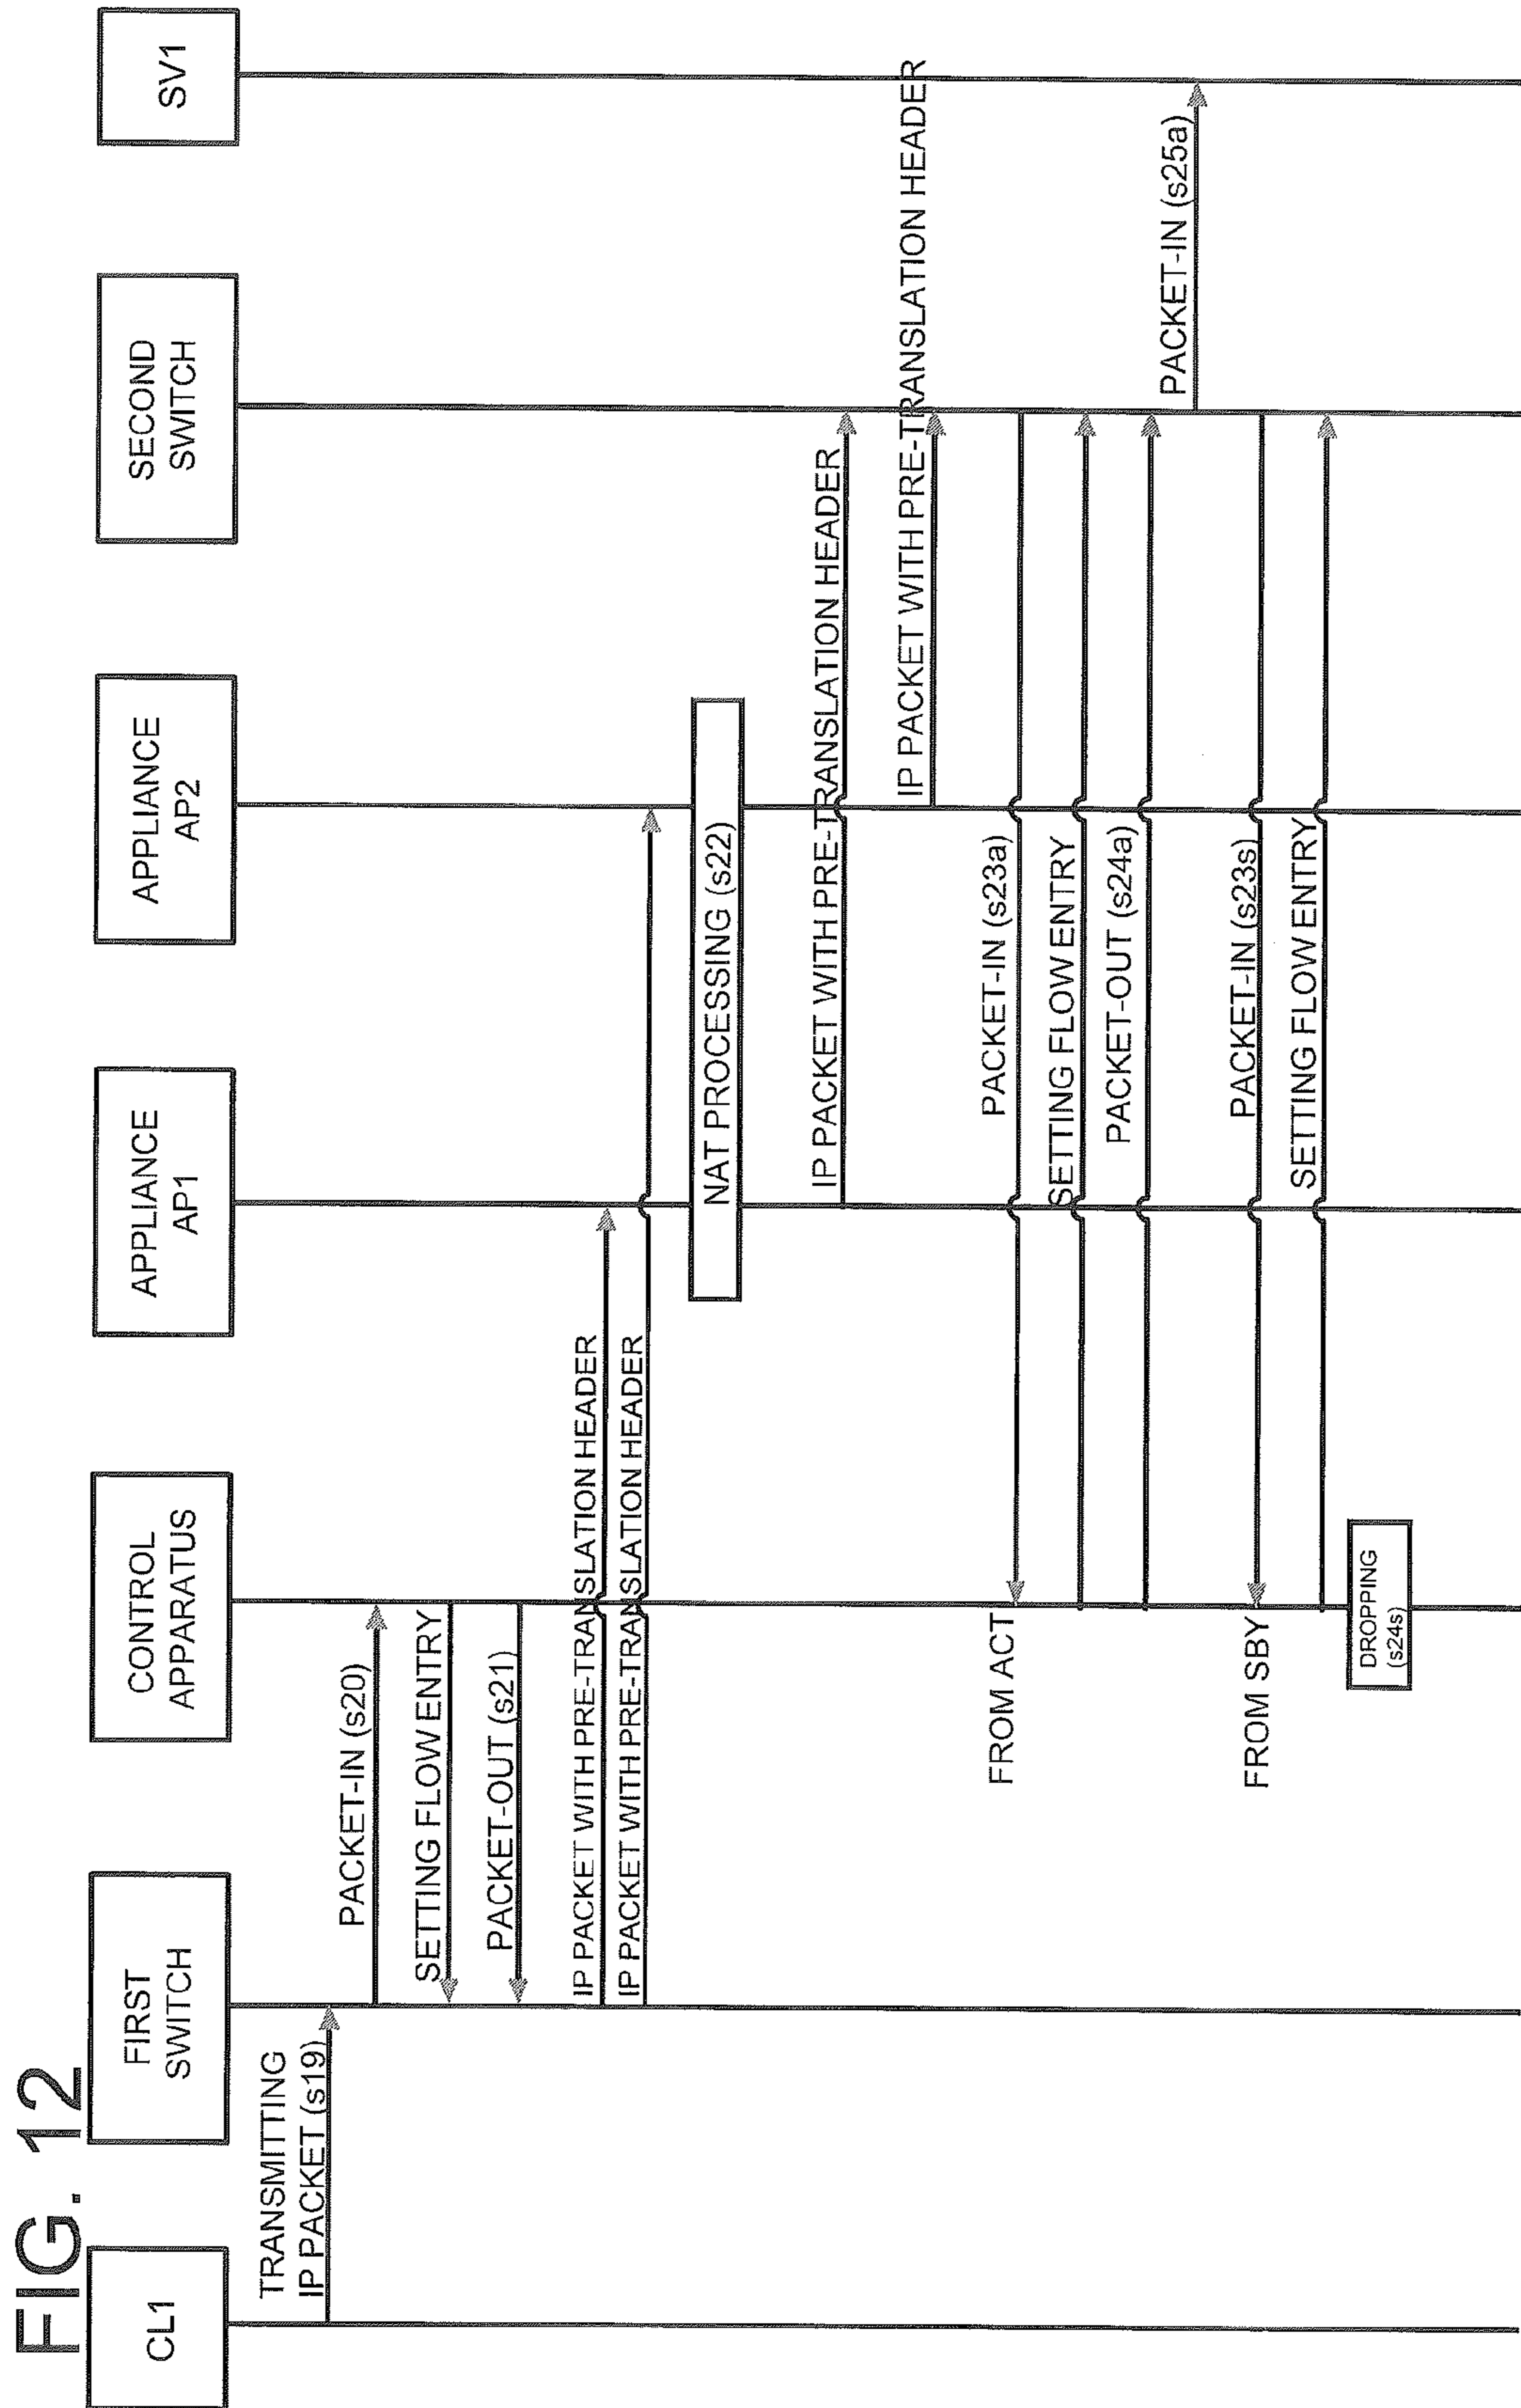 FIG. 12
CL1
FIRST
SWITCH
CONTROL
APPARATUS
APPLIANCE
AP1
APPLIANCE
AP2
SECOND
SWITCH
SV1
TRANSMITTING
IP PACKET (s19)
PACKET-IN (s20)
SETTING FLOW ENTRY
PACKET-OUT (s21)
IP PACKET WITH PRE-TRANSLATION HEADER
IP PACKET WITH PRE-TRANSLATION HEADER
NAT PROCESSING (s22)
IP PACKET WITH PRE-TRANSLATION HEADER
IP PACKET WITH PRE-TRANSLATION HEADER
FROM ACT
PACKET-IN (s23a)
SETTING FLOW ENTRY
PACKET-OUT (s24a)
PACKET-IN (s25a)
FROM SBY
PACKET-IN (s23s)
SETTING FLOW ENTRY
DROPPING
(s24s)